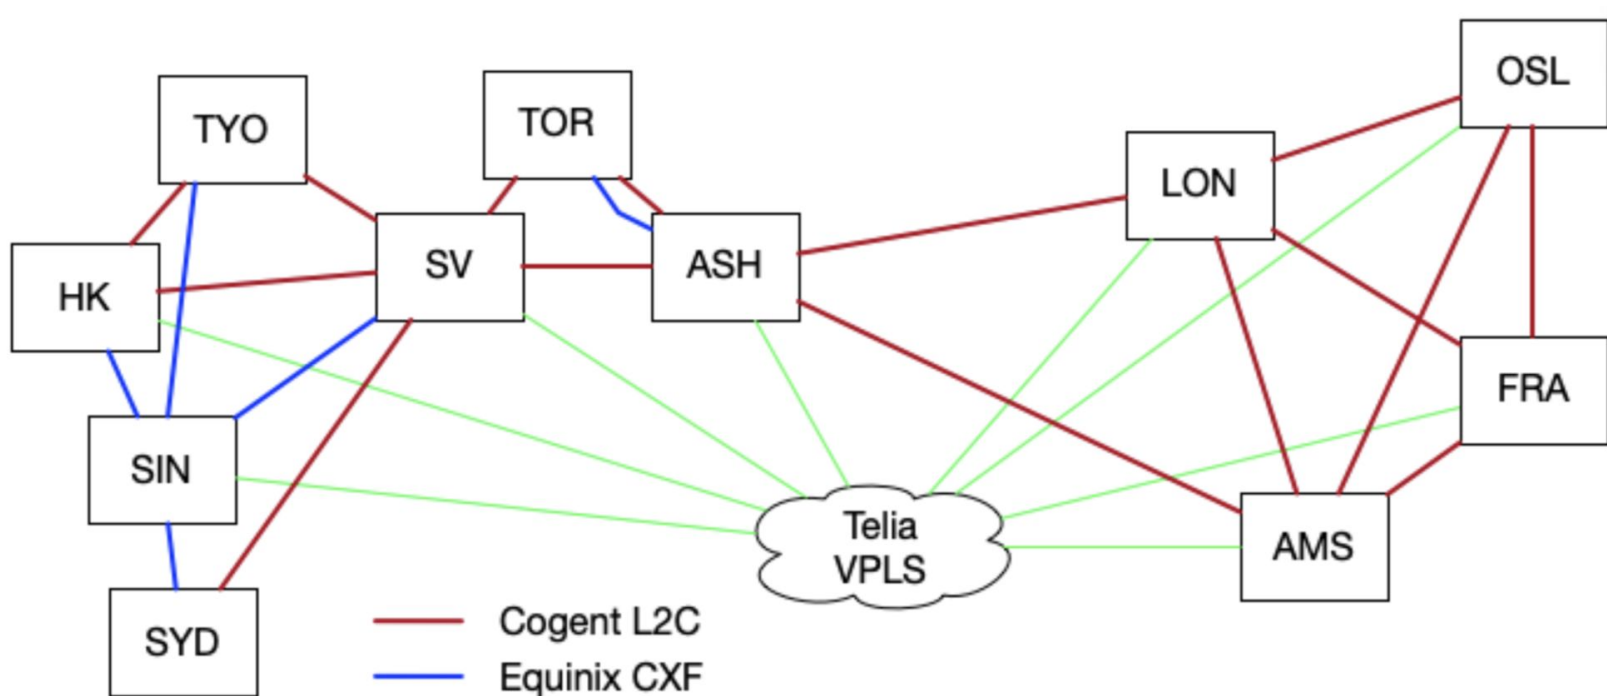 OSL
TYO
TOR
LON
SV
ASH
HK
FRA
SIN
Telia
VPLS
AMS
SYD
Cogent L2C
Equinix CXF